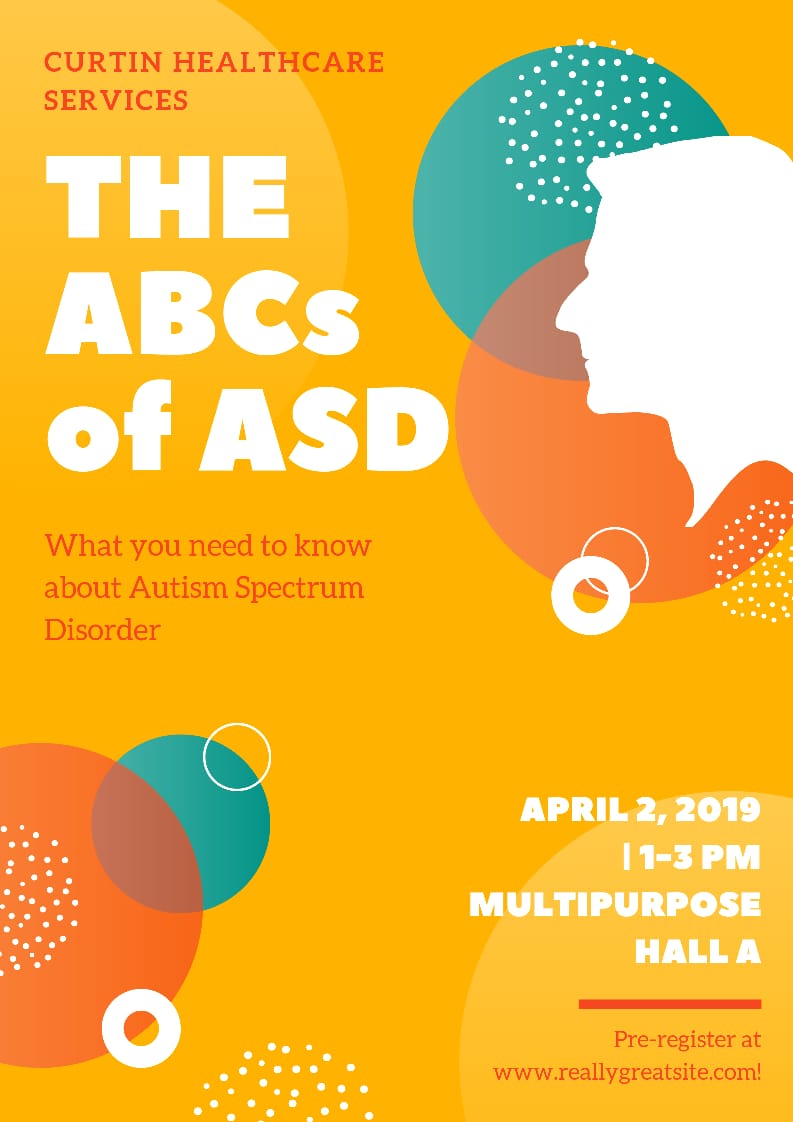 CURTIN HEALTHCARE
SERVICES
THE
ABCs
of ASD
What you need to know
about Autism Spectrum
Disorder
APRIL 2, 2019
| 1-3 PM
MULTIPURPOSE
HALL A
Pre-register at
www.reallygreatsite.com!